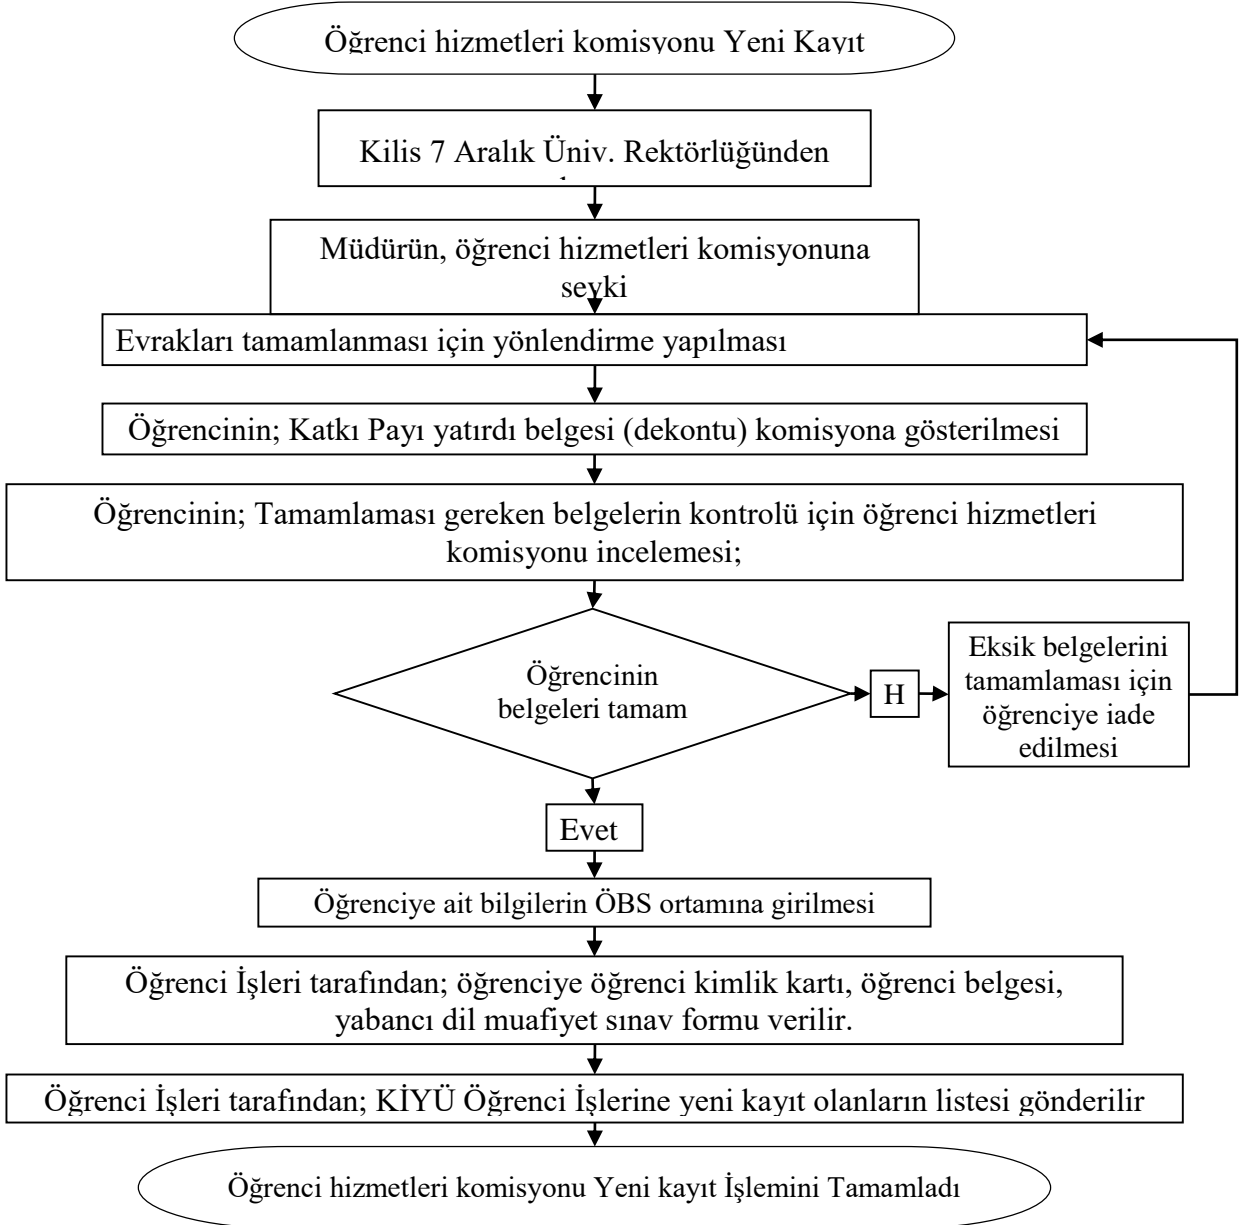 Öğrenci hizmetleri komisyonu Yeni Kayıt
Kilis 7 Aralık Üniv. Rektörlüğünden
Müdürün, öğrenci hizmetleri komisyonuna
sevki
Evrakları tamamlanması için yönlendirme yapılması
Öğrencinin; Katkı Payı yatırdı belgesi (dekontu) komisyona gösterilmesi
Öğrencinin; Tamamlaması gereken belgelerin kontrolü için öğrenci hizmetleri
komisyonu incelemesi;
Öğrencinin
belgeleri tamam
H
Eksik belgelerini
tamamlaması için
öğrenciye iade
edilmesi
Evet
Öğrenciye ait bilgilerin ÖBS ortamına girilmesi
Öğrenci İşleri tarafından; öğrenciye öğrenci kimlik kartı, öğrenci belgesi,
yabancı dil muafiyet sınav formu verilir.
Öğrenci İşleri tarafından; KİYÜ Öğrenci İşlerine yeni kayıt olanların listesi gönderilir
Öğrenci hizmetleri komisyonu Yeni kayıt İşlemini Tamamladı